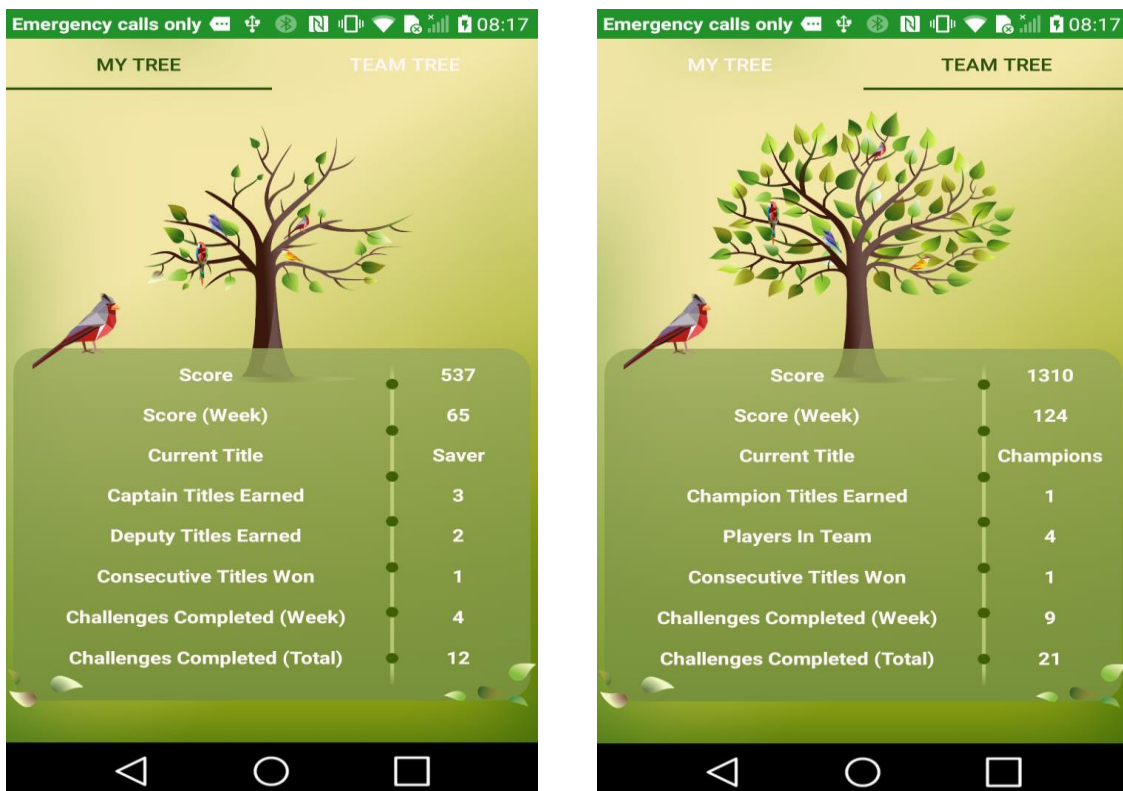 Emergency calls only 08:17
MY TREE TEAM TREE
Score 537
Score (Week) 65
Current Title Saver
Captain Titles Earned 3
Deputy Titles Earned 2
Consecutive Titles Won 1
Challenges Completed (Week) 4
Challenges Completed (Total) 12
Emergency calls only 08:17
MY TREE TEAM TREE
Score 1310
Score (Week) 124
Current Title Champions
Champion Titles Earned 1
Players In Team 4
Consecutive Titles Won 1
Challenges Completed (Week) 9
Challenges Completed (Total) 21